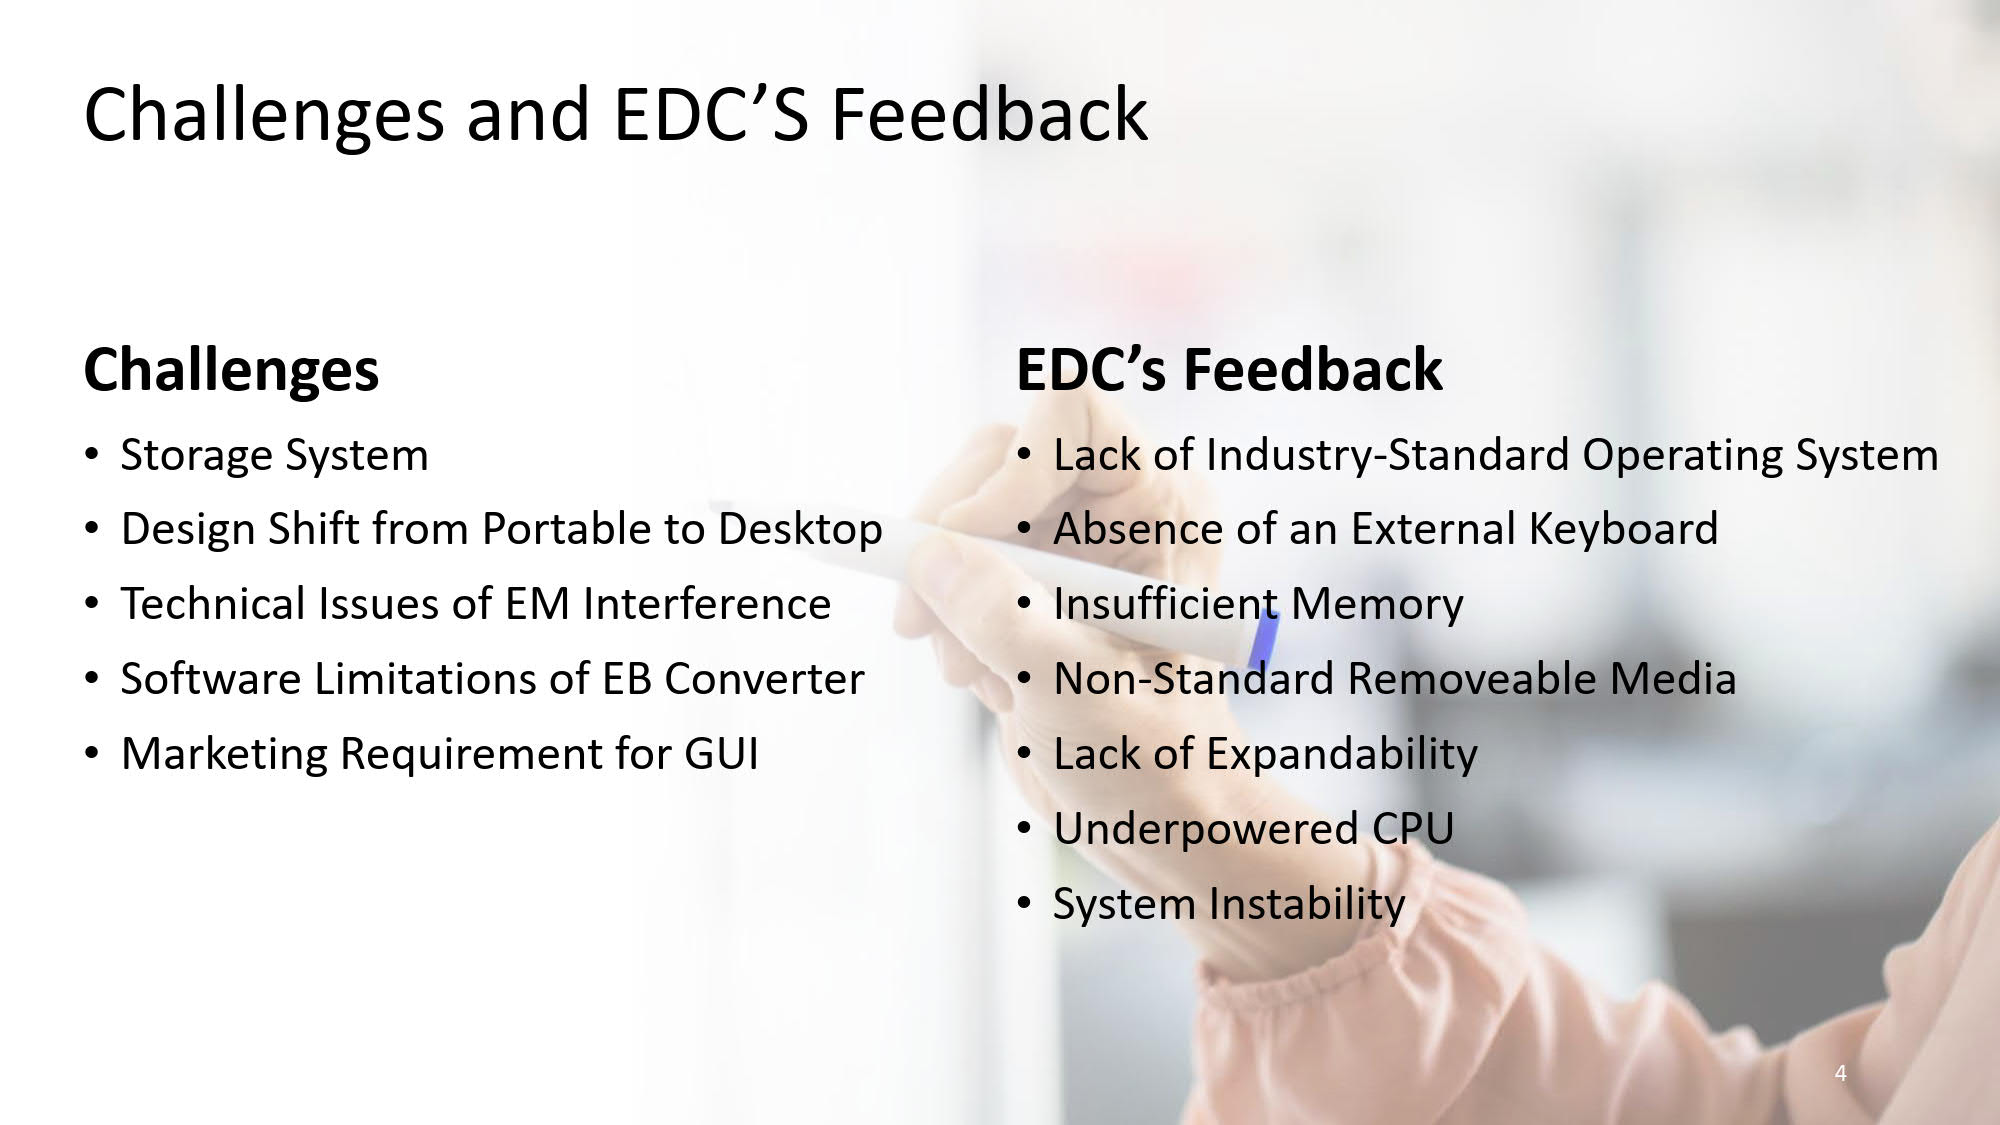 Challenges and EDC’S Feedback
Challenges
• Storage System
• Design Shift from Portable to Desktop
• Technical Issues of EM Interference
• Software Limitations of EB Converter
• Marketing Requirement for GUI
EDC’s Feedback
• Lack of Industry-Standard Operating System
• Absence of an External Keyboard
• Insufficient Memory
• Non-Standard Removeable Media
• Lack of Expandability
• Underpowered CPU
• System Instability
4